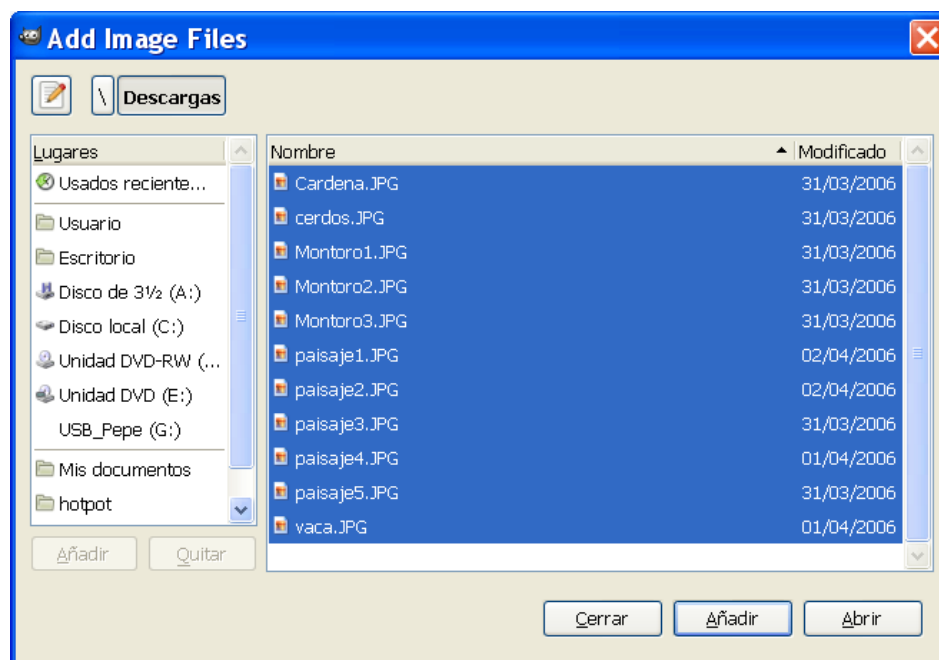 Add Image Files
\ Descargas
Lugares
Usados reciente...
Usuario
Escritorio
Disco de 3½ (A:)
Disco local (C:)
Unidad DVD-RW (...
Unidad DVD (E:)
USB_Pepe (G:)
Mis documentos
hotpot
Añadir Quitar
Nombre Modificado
Cardena.JPG 31/03/2006
cerdos.JPG 31/03/2006
Montoro1.JPG 31/03/2006
Montoro2.JPG 31/03/2006
Montoro3.JPG 31/03/2006
paisaje1.JPG 02/04/2006
paisaje2.JPG 02/04/2006
paisaje3.JPG 31/03/2006
paisaje4.JPG 01/04/2006
paisaje5.JPG 31/03/2006
vaca.JPG 01/04/2006
Cerrar Añadir Abrir